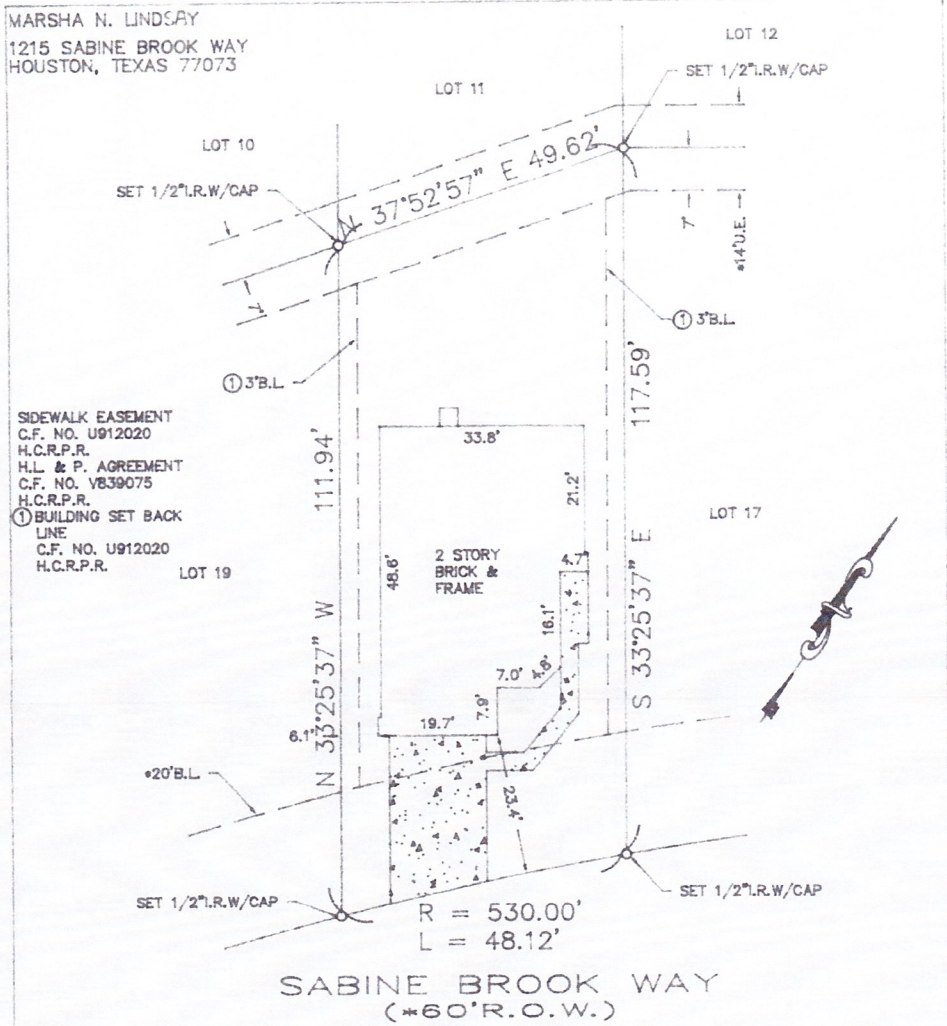 MARSHA N. LINDSAY
1215 SABINE BROOK WAY
HOUSTON, TEXAS 77073
LOT 12
SET 1/2"I.R.W/CAP
LOT 11
LOT 10
N 37°52'57" E 49.62'
SET 1/2"I.R.W/CAP
7'
*14'U.E.
7'
① 3'B.L.
① 3'B.L.
117.59'
111.94'
SIDEWALK EASEMENT
C.F. NO. U912020
H.C.R.P.R.
H.L. & P. AGREEMENT
C.F. NO. V839075
H.C.R.P.R.
① BUILDING SET BACK
LINE
C.F. NO. U912020
H.C.R.P.R.
33.8'
21.2'
LOT 17
LOT 19
48.6'
2 STORY
BRICK &
FRAME
4.7'
16.1'
S 33°25'37" E
N 33°25'37" W
7.0'
7.9'
19.7'
6.1'
*20'B.L.
23.4'
SET 1/2"I.R.W/CAP
SET 1/2"I.R.W/CAP
R = 530.00'
L = 48.12'
SABINE BROOK WAY
(*60'R.O.W.)